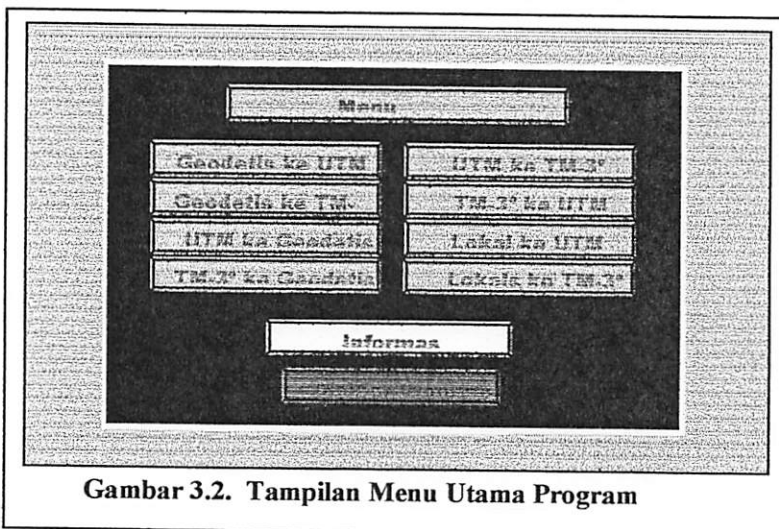 Menu
Geodetis ke UTM
UTM ke TM-3°
Geodetis ke TM-
TM-3° ke UTM
UTM ke Geodetis
Lokal ke UTM
TM-3° ke Geodetis
Lokals ke TM-3°
Informas
Gambar 3.2. Tampilan Menu Utama Program